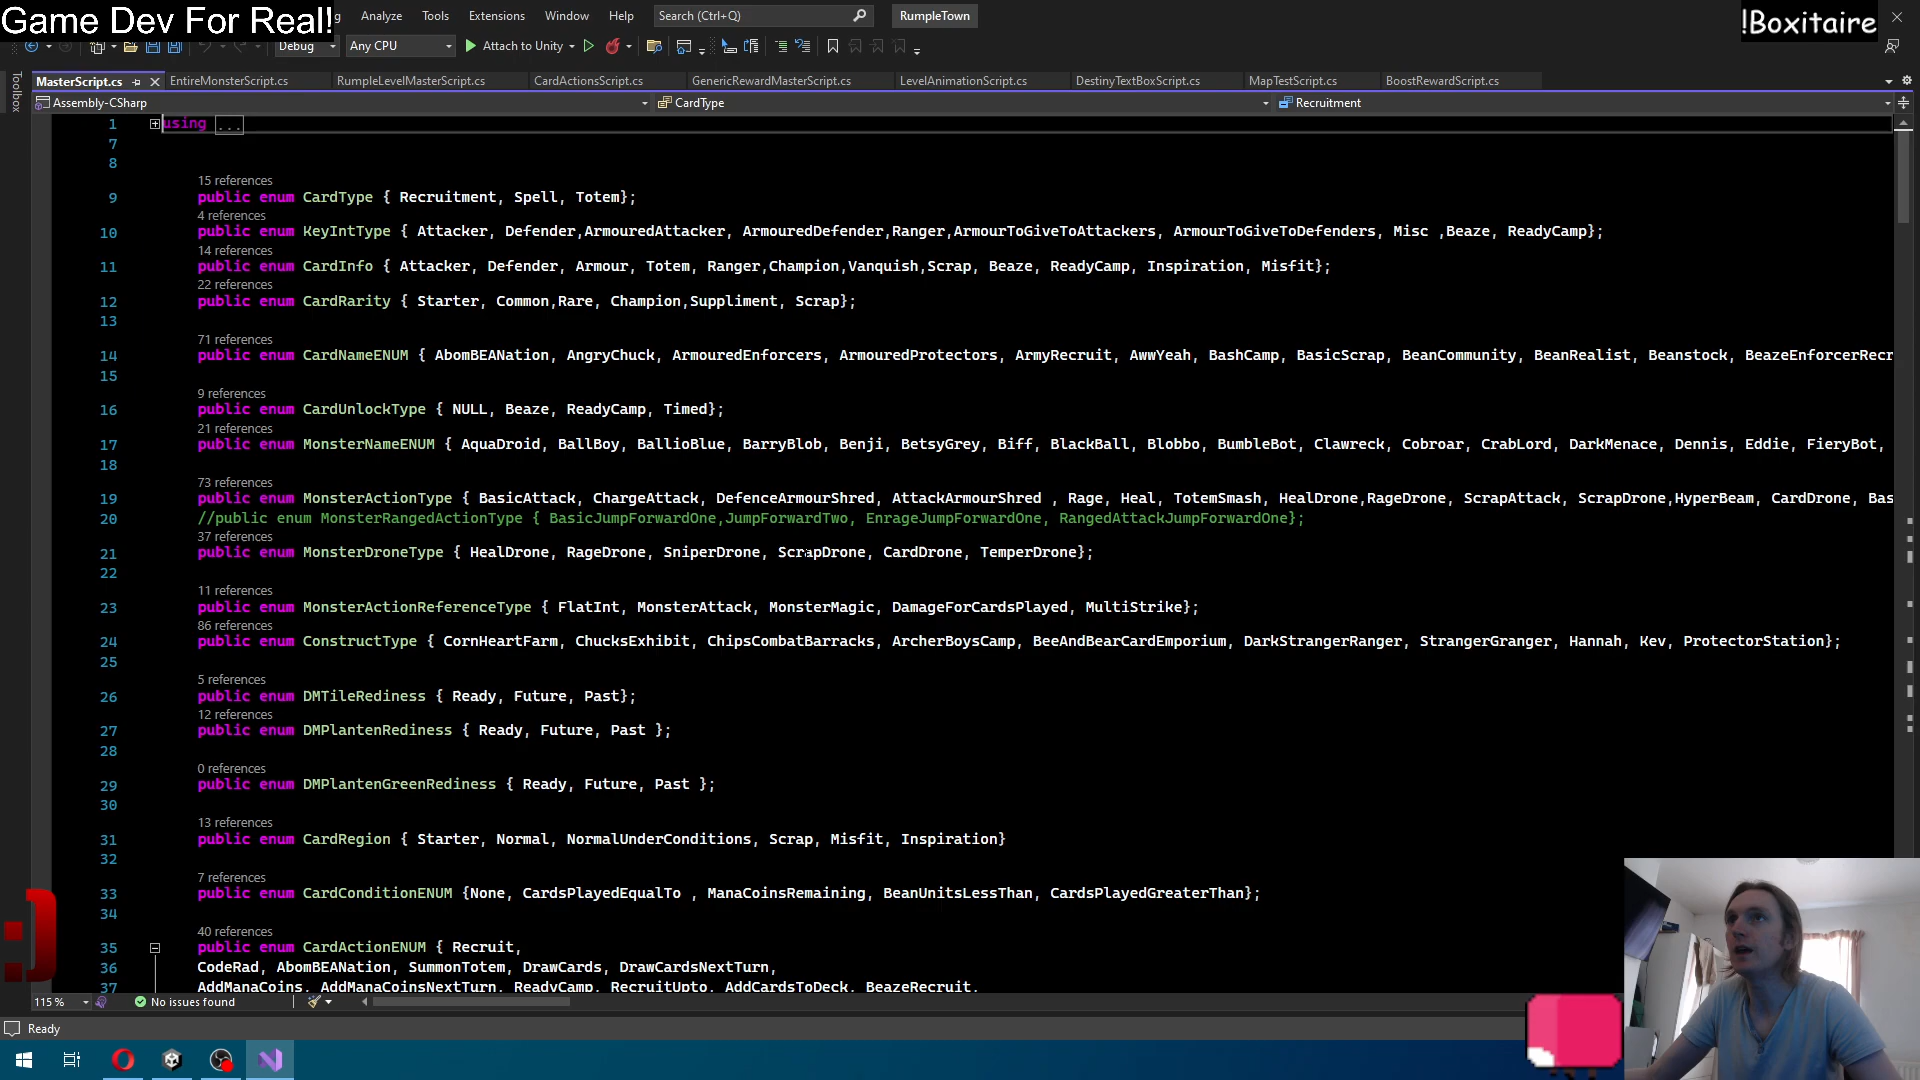 Game Dev For Real!
Analyze Tools Extensions Window Help Search (Ctrl+Q) RumpleTown
!Boxitaire
Debug Any CPU Attach to Unity
MasterScript.cs EntireMonsterScript.cs RumpleLevelMasterScript.cs CardActionsScript.cs GenericRewardMasterScript.cs LevelAnimationScript.cs DestinyTextBoxScript.cs MapTestScript.cs BoostRewardScript.cs
Toolbox
Assembly-CSharp CardType Recruitment
1 using ...
7
8
15 references
9 public enum CardType { Recruitment, Spell, Totem};
4 references
10 public enum KeyIntType { Attacker, Defender,ArmouredAttacker, ArmouredDefender,Ranger,ArmourToGiveToAttackers, ArmourToGiveToDefenders, Misc ,Beaze, ReadyCamp};
14 references
11 public enum CardInfo { Attacker, Defender, Armour, Totem, Ranger,Champion,Vanquish,Scrap, Beaze, ReadyCamp, Inspiration, Misfit};
22 references
12 public enum CardRarity { Starter, Common,Rare, Champion,Suppliment, Scrap};
13
71 references
14 public enum CardNameENUM { AbomBEANation, AngryChuck, ArmouredEnforcers, ArmouredProtectors, ArmyRecruit, AwwYeah, BashCamp, BasicScrap, BeanCommunity, BeanRealist, Beanstock, BeazeEnforcerRecr
15
9 references
16 public enum CardUnlockType { NULL, Beaze, ReadyCamp, Timed};
21 references
17 public enum MonsterNameENUM { AquaDroid, BallBoy, BallioBlue, BarryBlob, Benji, BetsyGrey, Biff, BlackBall, Blobbo, BumbleBot, Clawreck, Cobroar, CrabLord, DarkMenace, Dennis, Eddie, FieryBot,
18
73 references
19 public enum MonsterActionType { BasicAttack, ChargeAttack, DefenceArmourShred, AttackArmourShred , Rage, Heal, TotemSmash, HealDrone,RageDrone, ScrapAttack, ScrapDrone,HyperBeam, CardDrone, Bas
20 //public enum MonsterRangedActionType { BasicJumpForwardOne,JumpForwardTwo, EnrageJumpForwardOne, RangedAttackJumpForwardOne};
37 references
21 public enum MonsterDroneType { HealDrone, RageDrone, SniperDrone, ScrapDrone, CardDrone, TemperDrone};
22
11 references
23 public enum MonsterActionReferenceType { FlatInt, MonsterAttack, MonsterMagic, DamageForCardsPlayed, MultiStrike};
86 references
24 public enum ConstructType { CornHeartFarm, ChucksExhibit, ChipsCombatBarracks, ArcherBoysCamp, BeeAndBearCardEmporium, DarkStrangerRanger, StrangerGranger, Hannah, Kev, ProtectorStation};
25
5 references
26 public enum DMTileRediness { Ready, Future, Past};
12 references
27 public enum DMPlantenRediness { Ready, Future, Past };
28
0 references
29 public enum DMPlantenGreenRediness { Ready, Future, Past };
30
13 references
31 public enum CardRegion { Starter, Normal, NormalUnderConditions, Scrap, Misfit, Inspiration}
32
7 references
33 public enum CardConditionENUM {None, CardsPlayedEqualTo , ManaCoinsRemaining, BeanUnitsLessThan, CardsPlayedGreaterThan};
34
40 references
35 public enum CardActionENUM { Recruit,
36 CodeRad, AbomBEANation, SummonTotem, DrawCards, DrawCardsNextTurn,
37 AddManaCoins, AddManaCoinsNextTurn, ReadyCamp, RecruitUpto, AddCardsToDeck, BeazeRecruit,
115 % No issues found
Ready